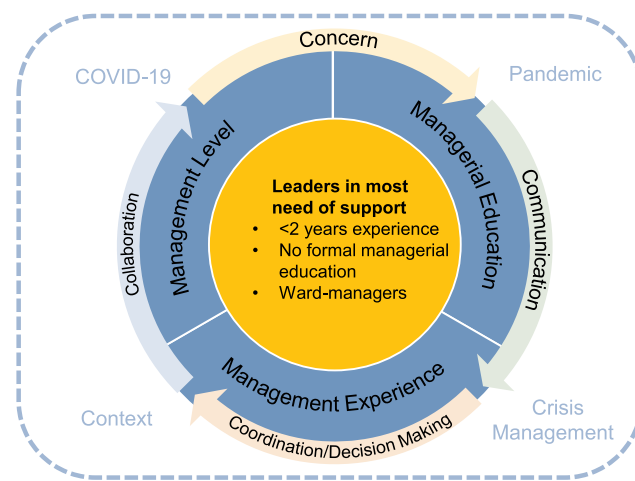 Concern
COVID-19
Pandemic
Management Level
Managerial Education
Collaboration
Communication
Leaders in most
need of support
• <2 years experience
• No formal managerial
education
• Ward-managers
Management Experience
Context
Coordination/Decision Making
Crisis
Management